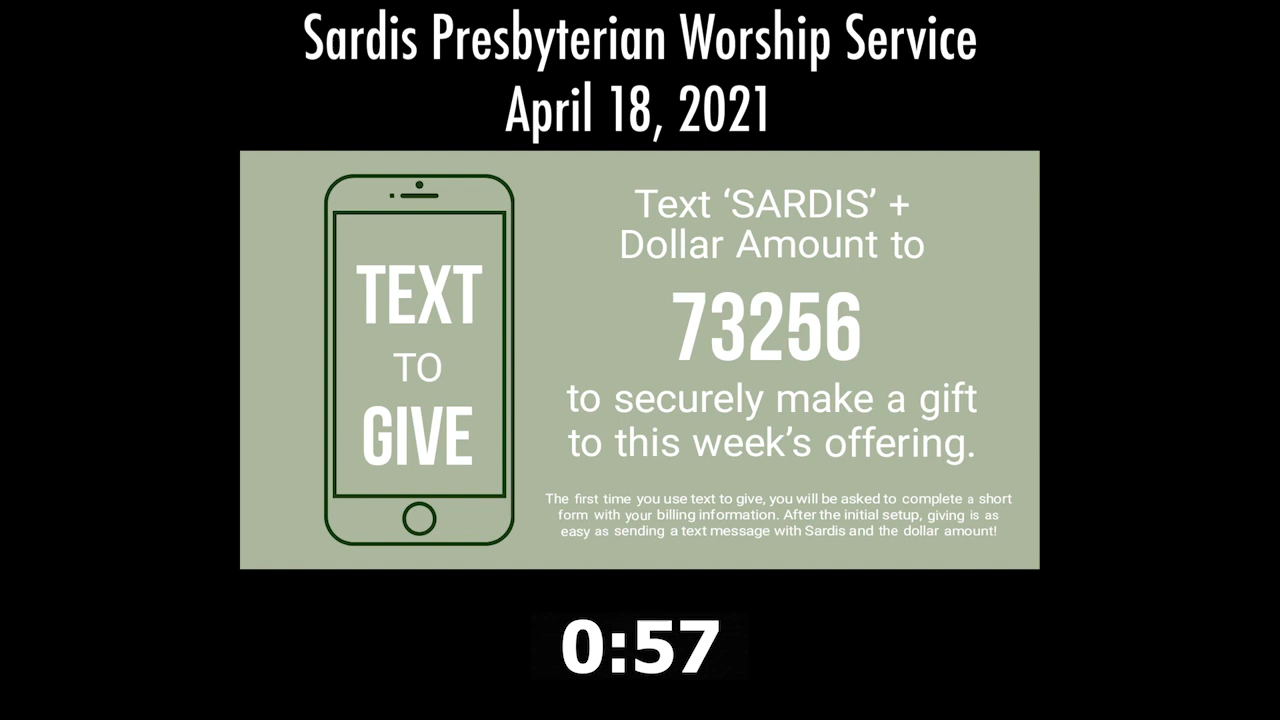 Sardis Presbyterian Worship Service
April 18, 2021
TEXT
TO
GIVE
Text ‘SARDIS’ +
Dollar Amount to
73256
to securely make a gift
to this week’s offering.
The first time you use text to give, you will be asked to complete a short
form with your billing information. After the initial setup, giving is as
easy as sending a text message with Sardis and the dollar amount!
0:57